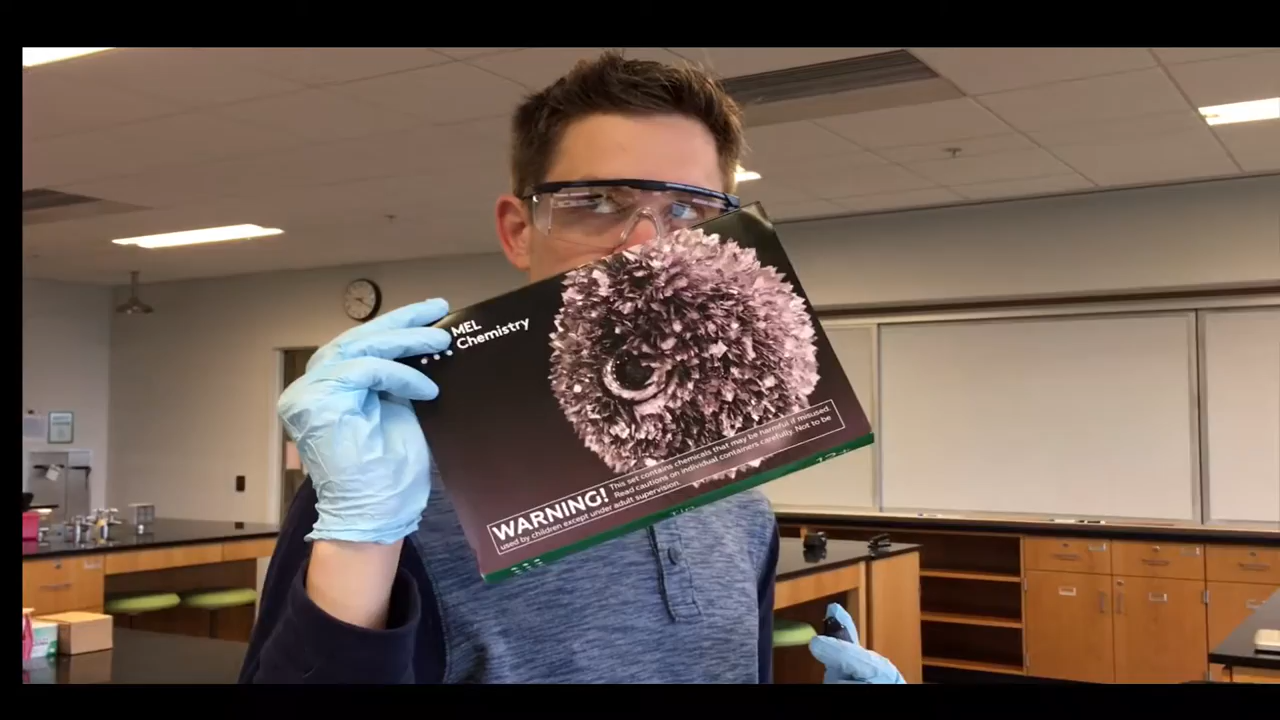 MEL
Chemistry
WARNING! This set contains chemicals that may be harmful if misused.
Read cautions on individual containers carefully. Not to be
used by children except under adult supervision.
12+